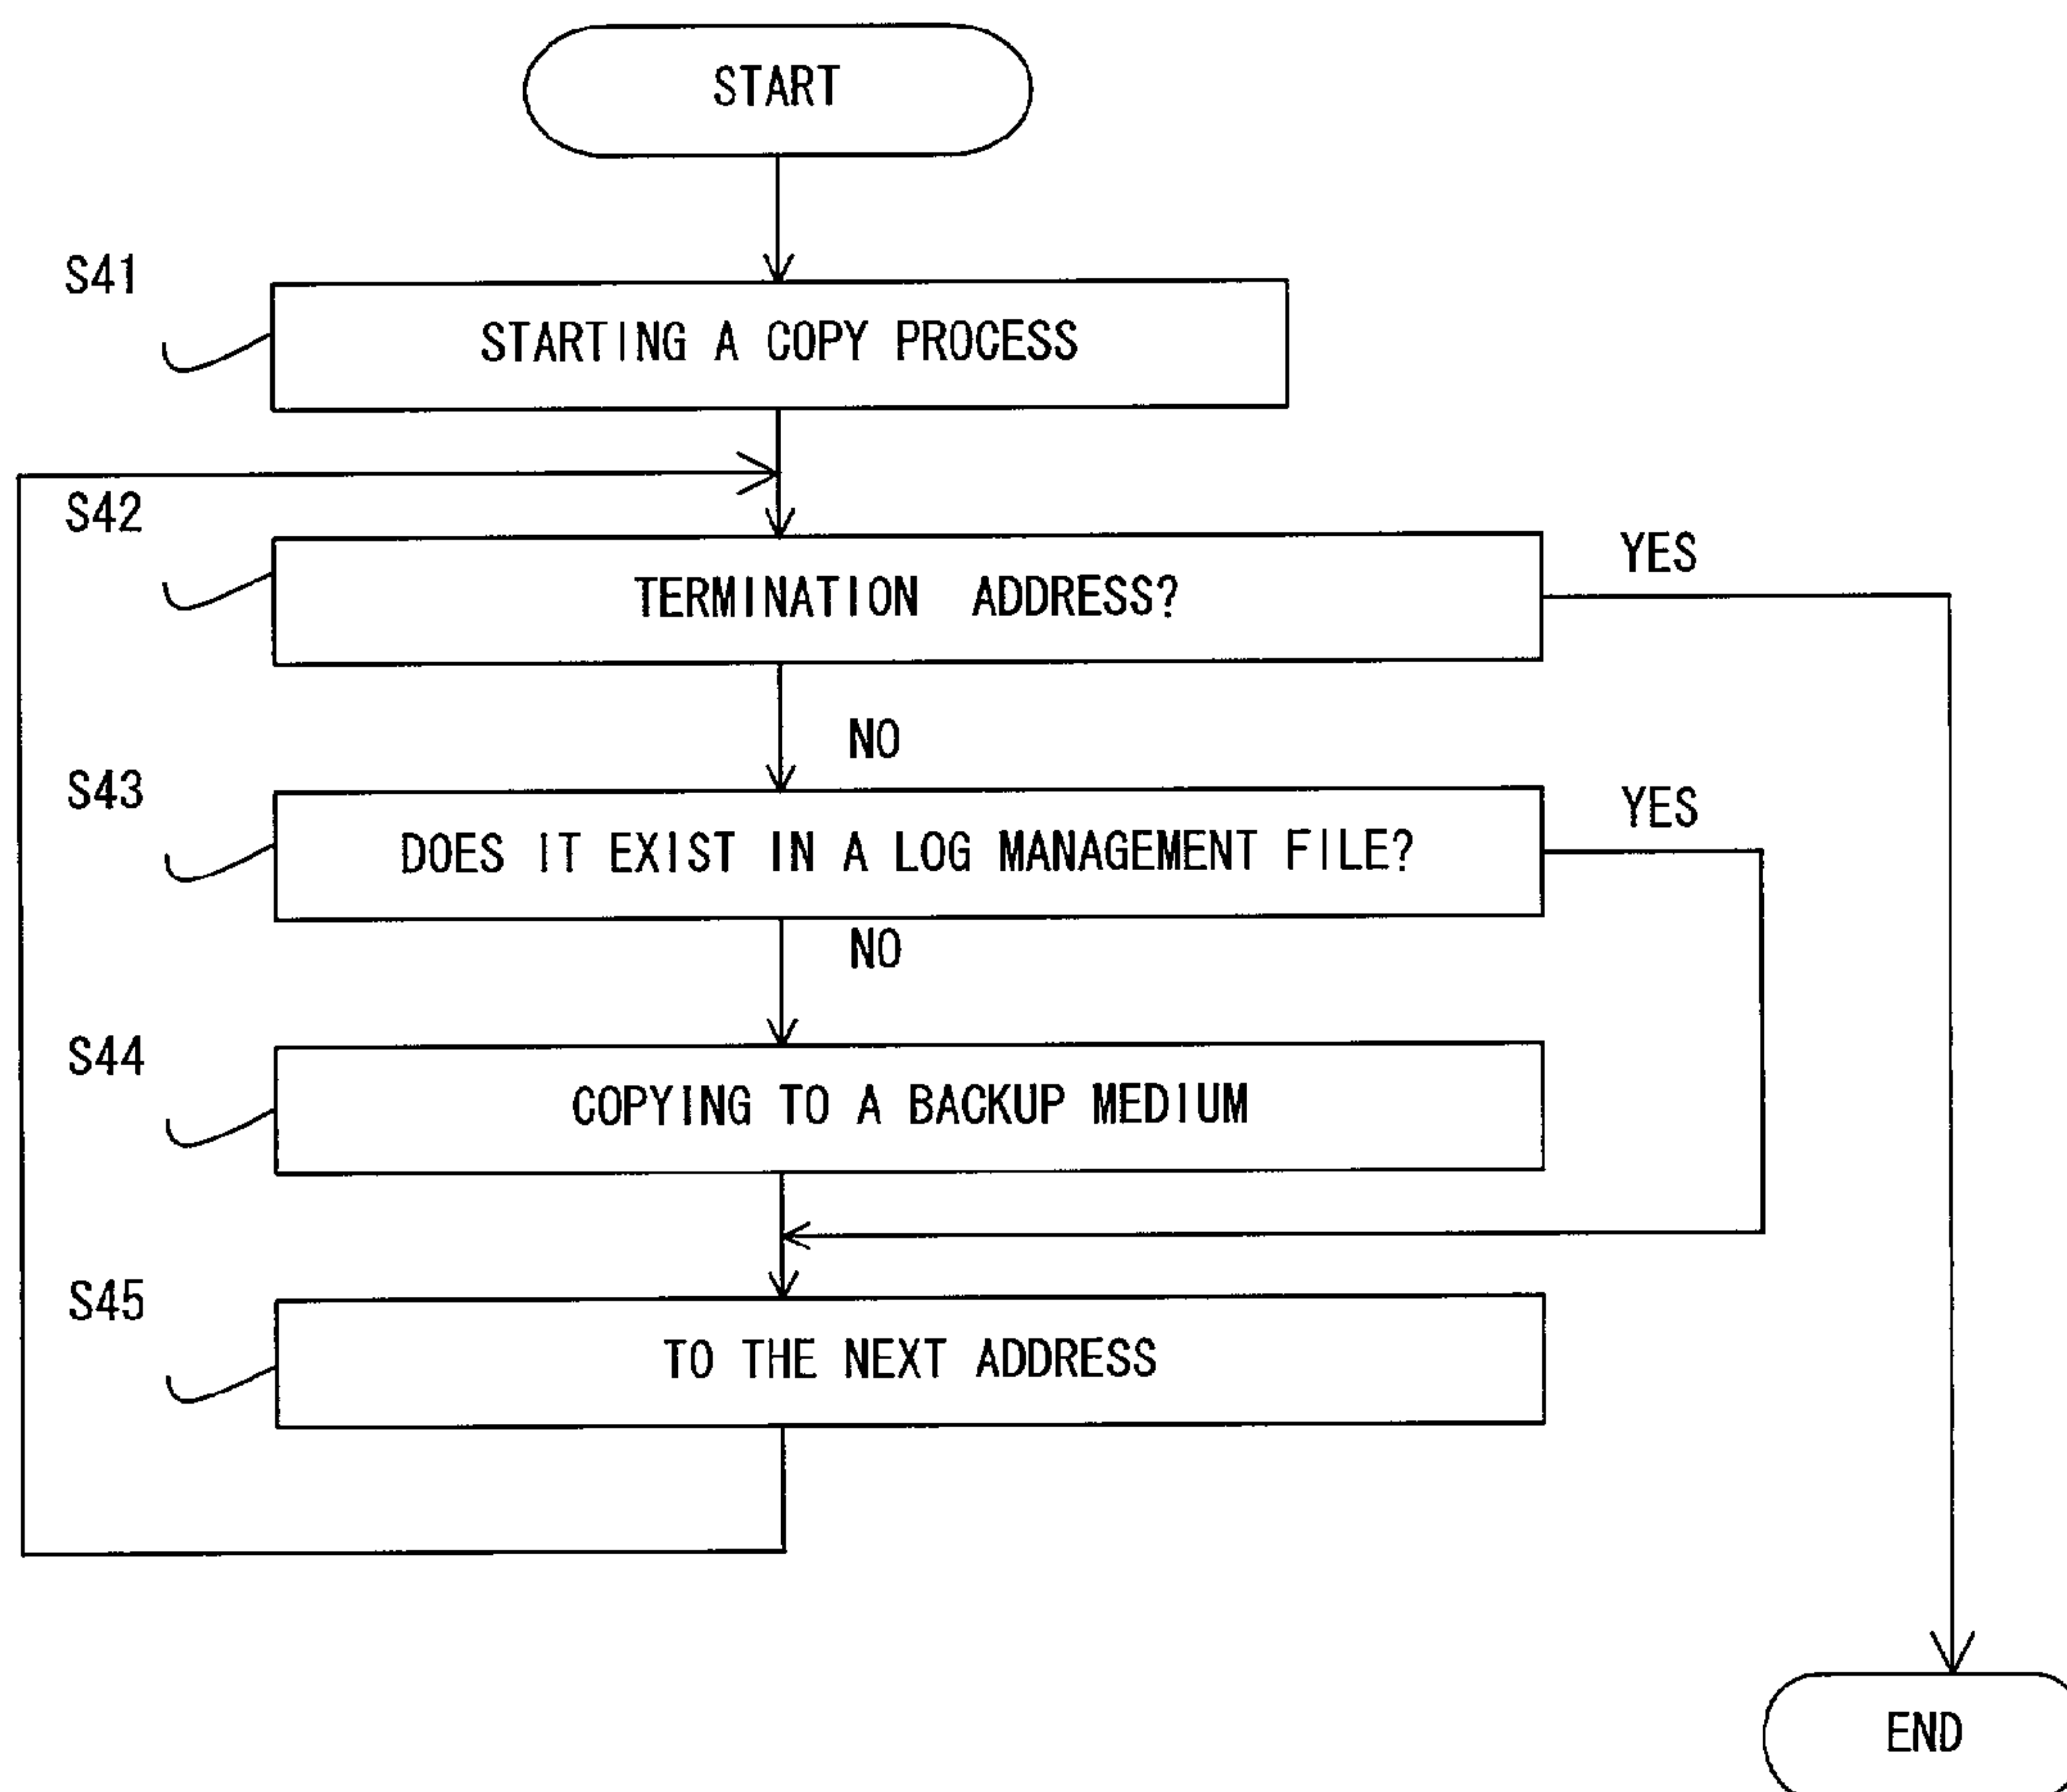 START
S41
STARTING A COPY PROCESS
S42
TERMINATION ADDRESS?
YES
NO
S43
DOES IT EXIST IN A LOG MANAGEMENT FILE?
YES
NO
S44
COPYING TO A BACKUP MEDIUM
S45
TO THE NEXT ADDRESS
END